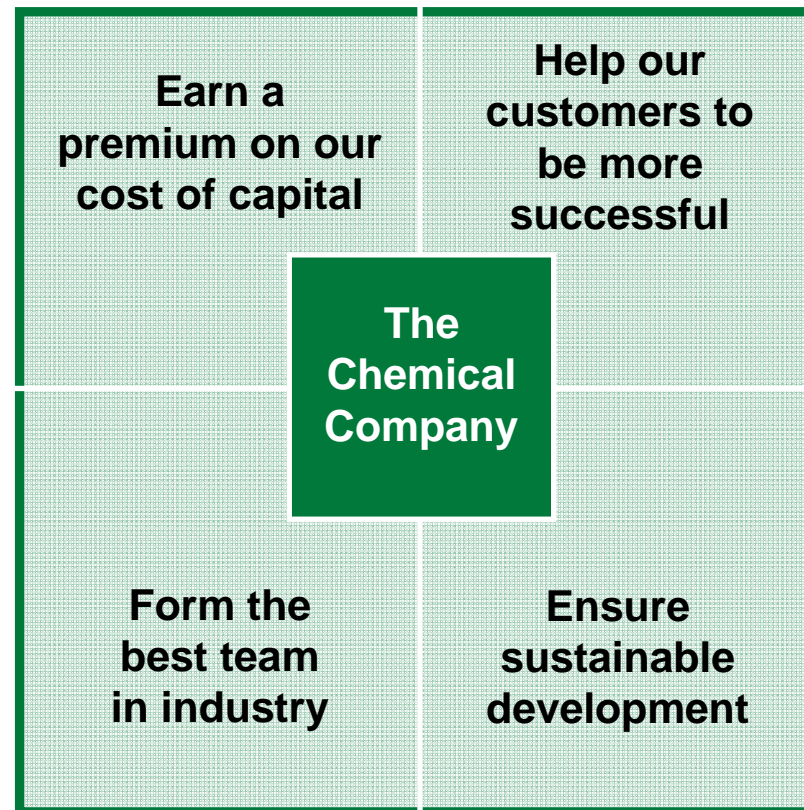 Earn a
premium on our
cost of capital
Help our
customers to
be more
successful
The
Chemical
Company
Form the
best team
in industry
Ensure
sustainable
development